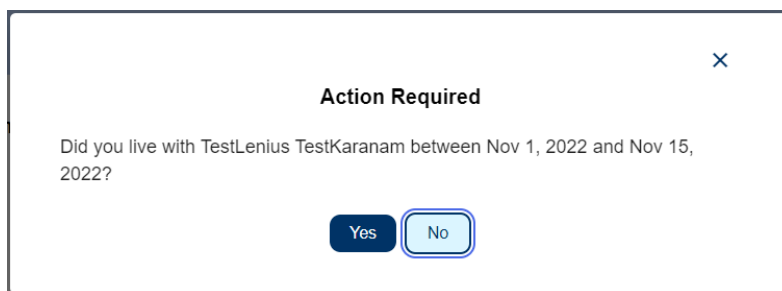 Action Required
Did you live with TestLenius TestKaranam between Nov 1, 2022 and Nov 15,
2022?
Yes No